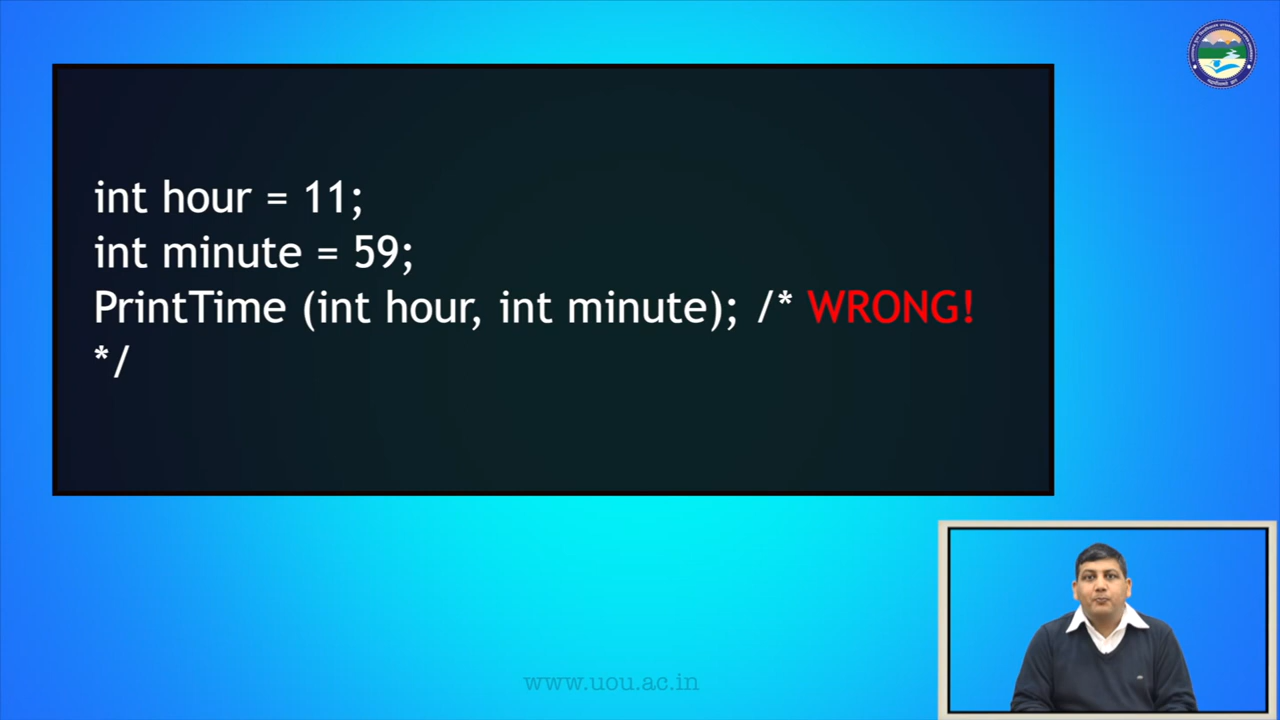 int hour = 11;
int minute = 59;
PrintTime (int hour, int minute); /* WRONG!
*/
www.uou.ac.in